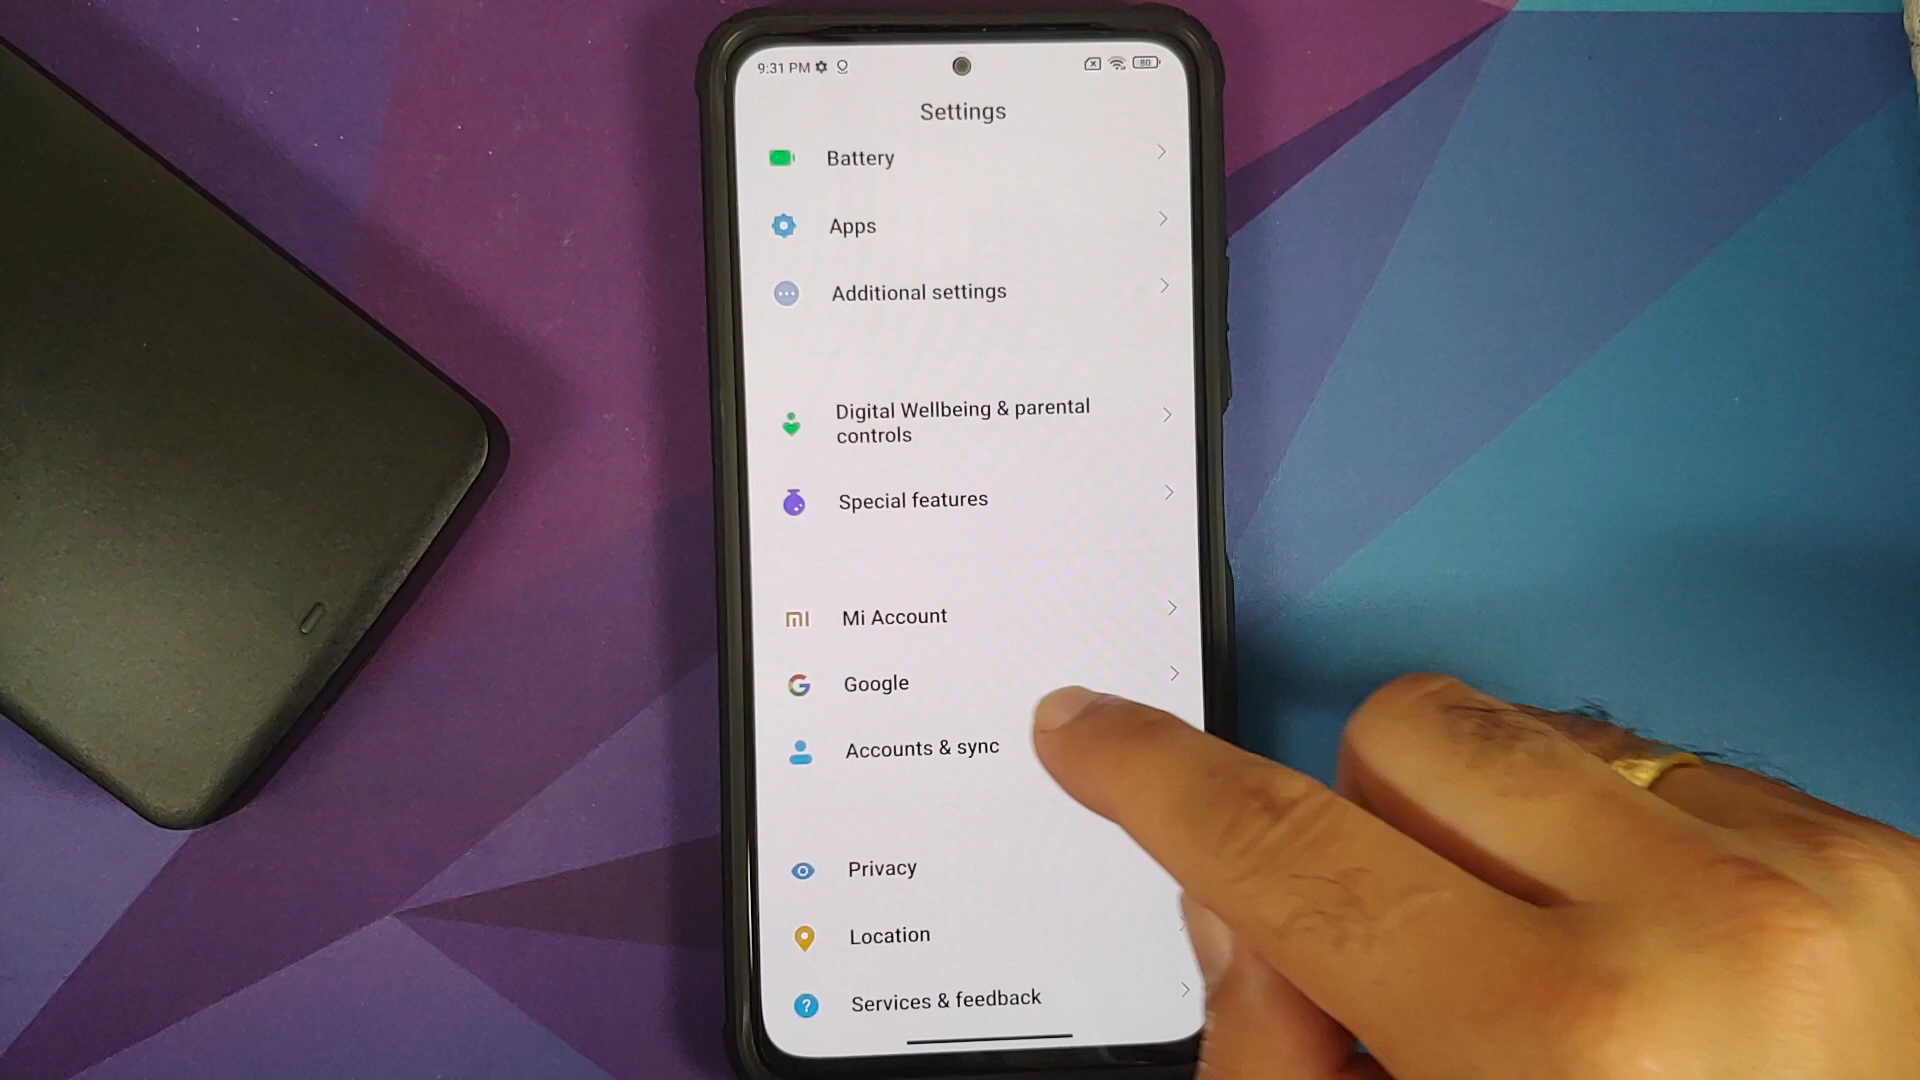 9:31 PM
80
Settings
Battery
Apps
Additional settings
Digital Wellbeing & parental
controls
Special features
Mi Account
Google
Accounts & sync
Privacy
Location
Services & feedback